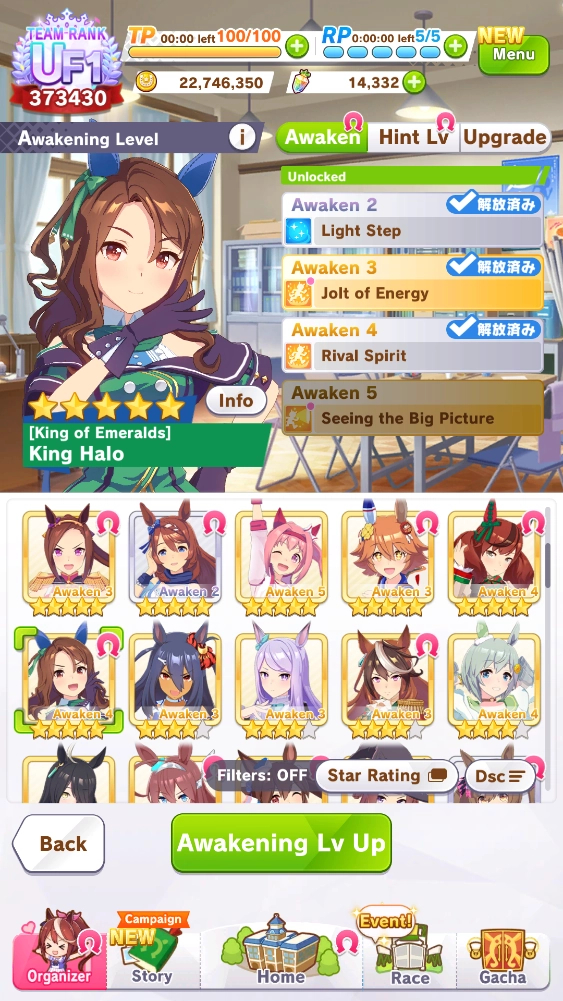 TEAM-RANK
UF1
373430
TP 00:00 left 100/100
RP 0:00:00 left 5/5
NEW
Menu
22,746,350
14,332
Awakening Level
i
Awaken
Hint Lv
Upgrade
Unlocked
Awaken 2
解放済み
Light Step
Awaken 3
解放済み
Jolt of Energy
Awaken 4
解放済み
Rival Spirit
Awaken 5
Seeing the Big Picture
Info
[King of Emeralds]
King Halo
Awaken 3
Awaken 2
Awaken 5
Awaken 3
Awaken 4
Awaken 4
Awaken 3
Awaken 3
Awaken 3
Awaken 4
Filters: OFF
Star Rating
Dsc
Back
Awakening Lv Up
Organizer
Campaign
NEW
Story
Home
Event!
Race
Gacha